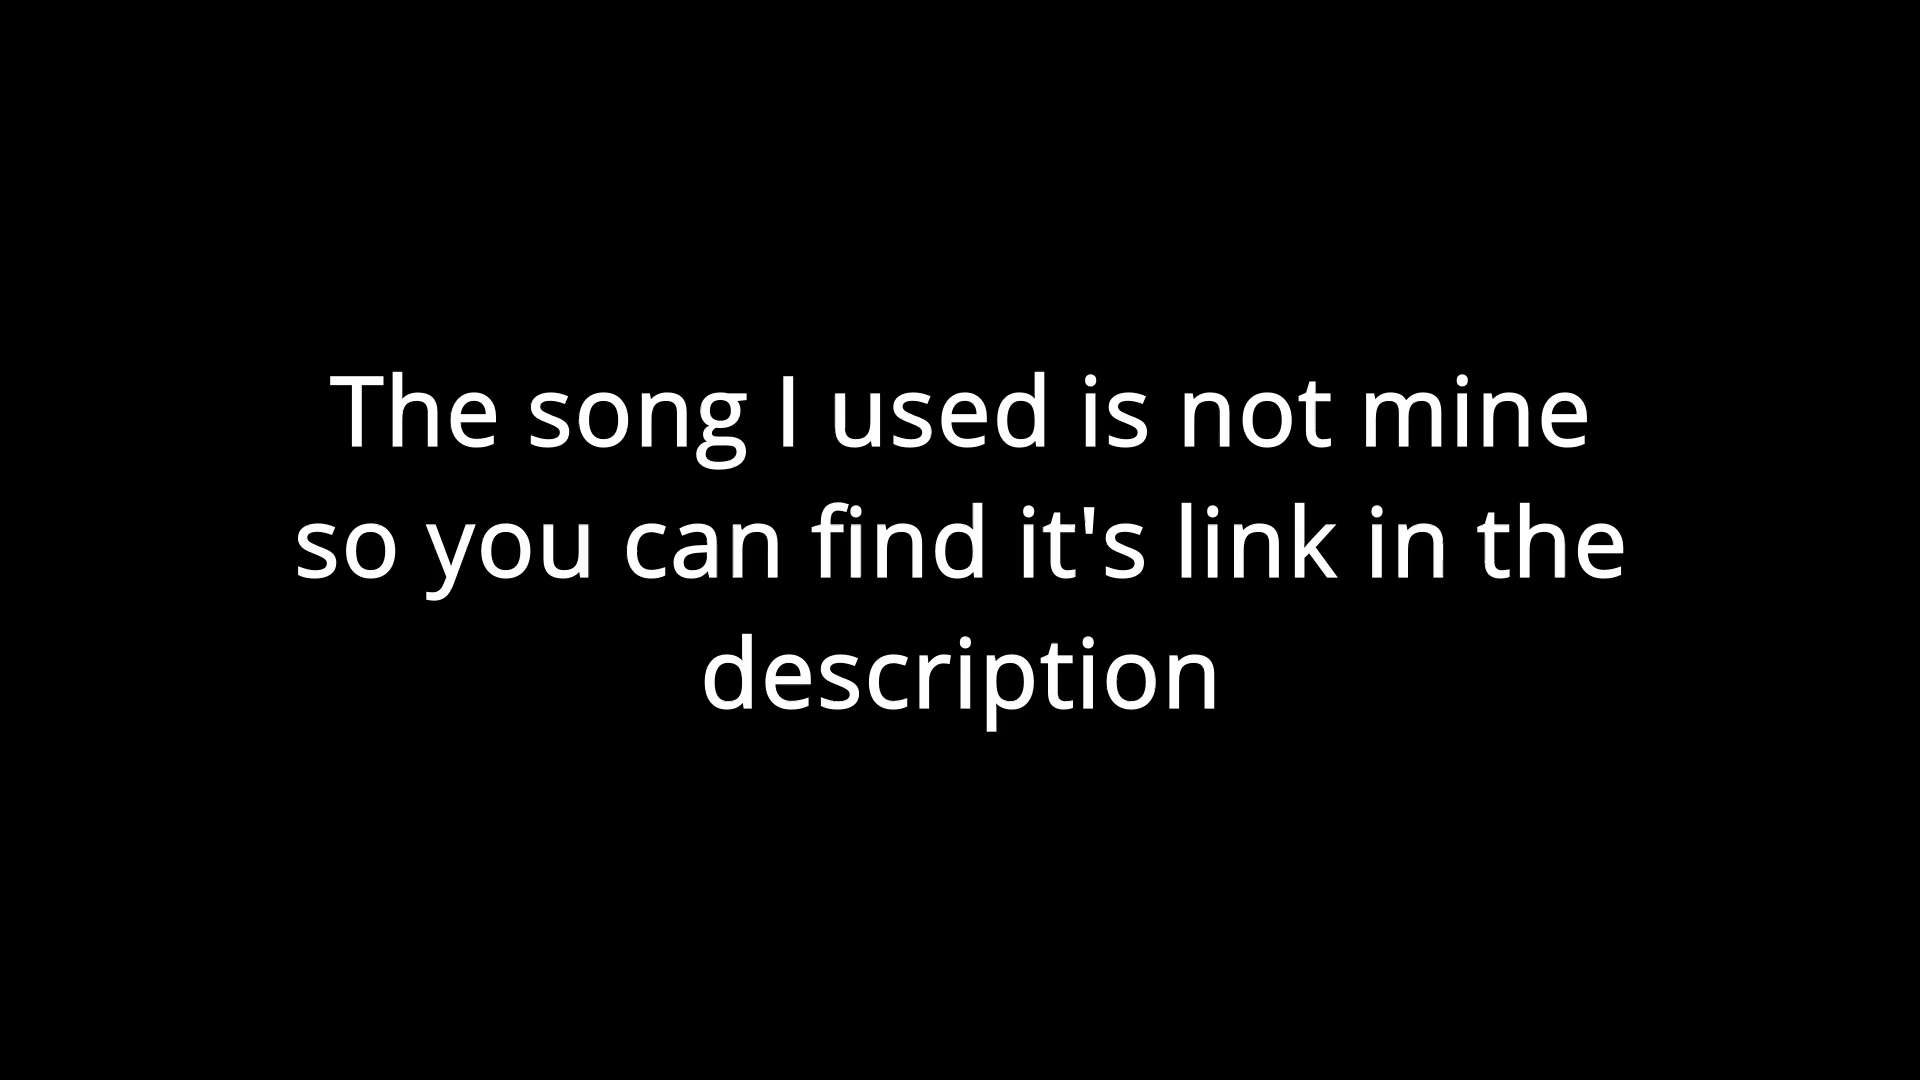 The song I used is not mine
so you can find it's link in the
description